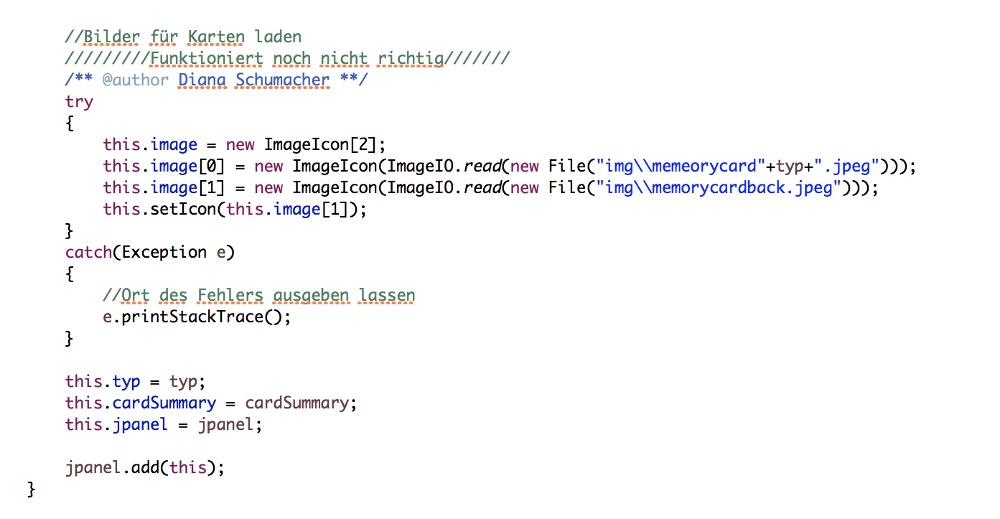 //Bilder für Karten laden
/////////Funktioniert noch nicht richtig///////
/** @author Diana Schumacher **/
try
{
this.image = new ImageIcon[2];
this.image[0] = new ImageIcon(ImageIO.read(new File("img\\memeorycard"+typ+".jpeg")));
this.image[1] = new ImageIcon(ImageIO.read(new File("img\\memorycardback.jpeg")));
this.setIcon(this.image[1]);
}
catch(Exception e)
{
//Ort des Fehlers ausgeben lassen
e.printStackTrace();
}
this.typ = typ;
this.cardSummary = cardSummary;
this.jpanel = jpanel;
jpanel.add(this);
}